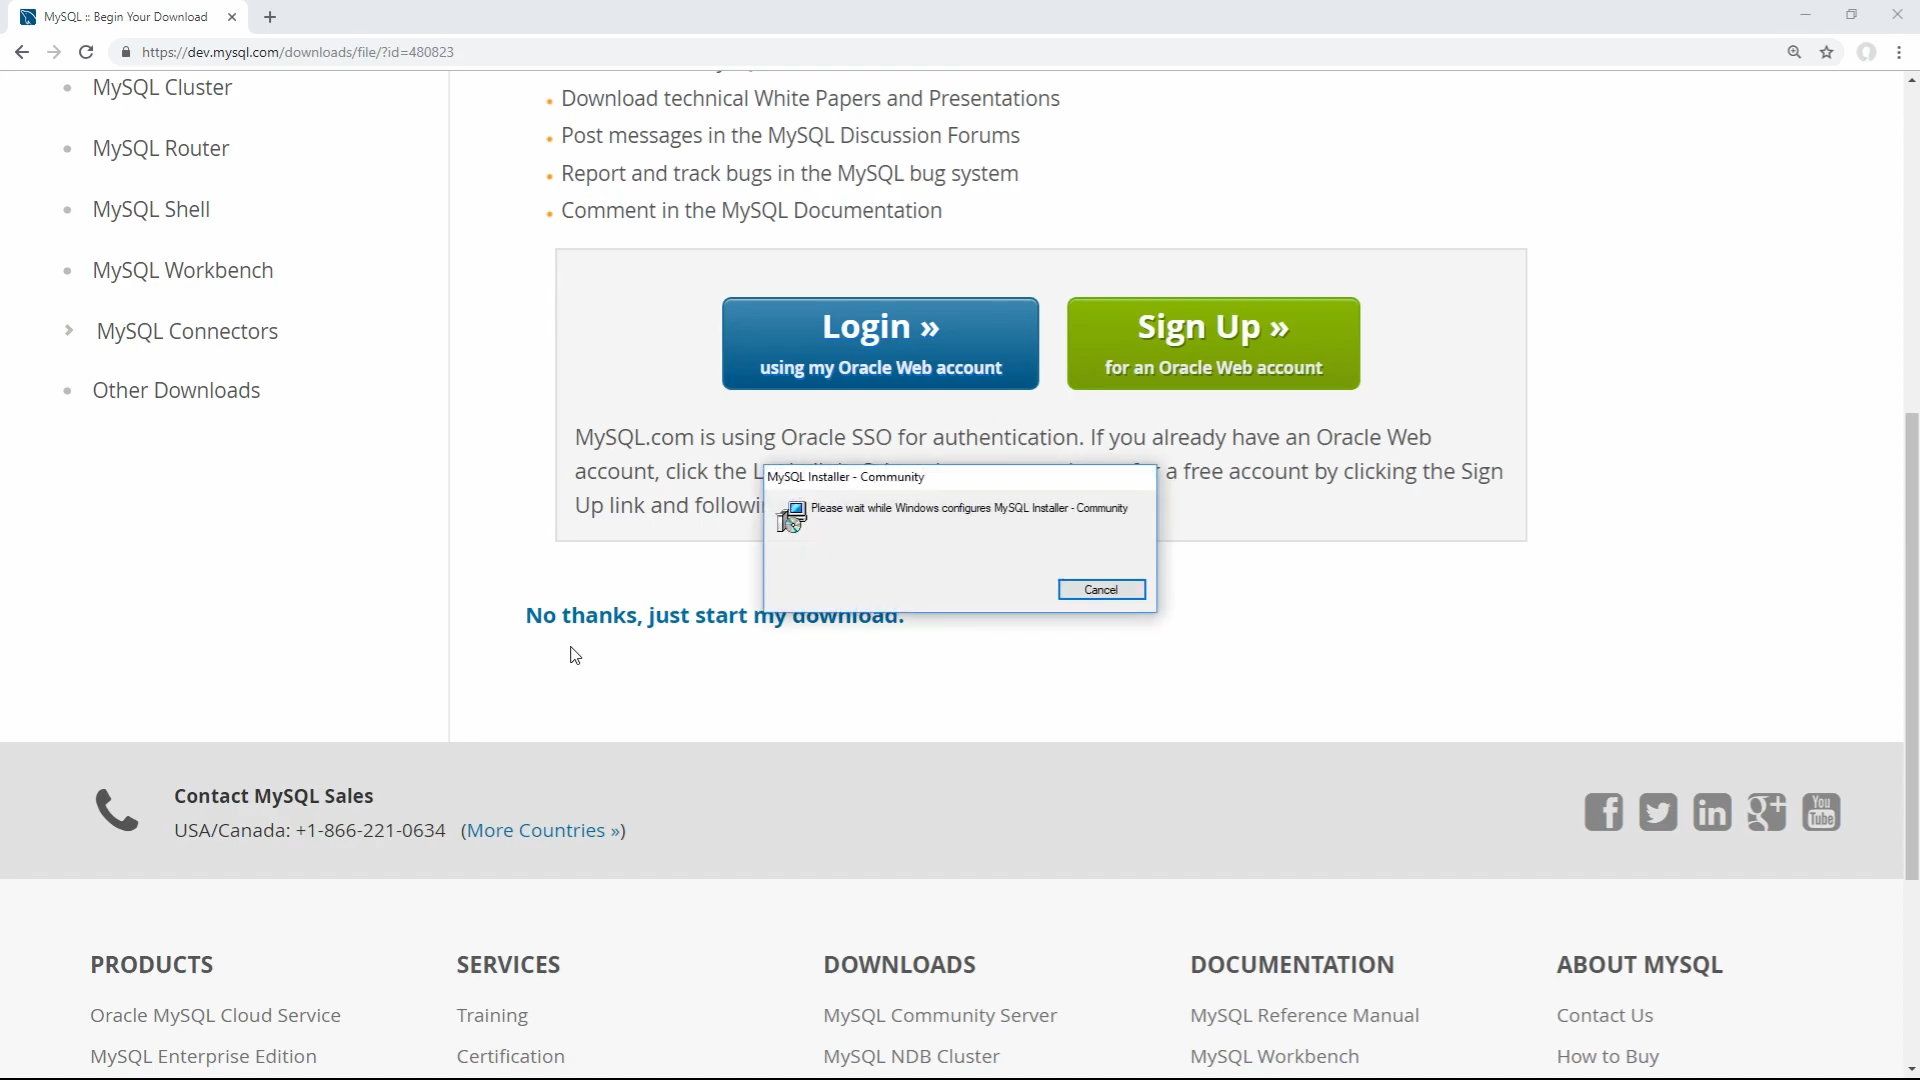 MySQL :: Begin Your Download
https://dev.mysql.com/downloads/file/?id=480823
MySQL Cluster
MySQL Router
MySQL Shell
MySQL Workbench
MySQL Connectors
Other Downloads
Download technical White Papers and Presentations
Post messages in the MySQL Discussion Forums
Report and track bugs in the MySQL bug system
Comment in the MySQL Documentation
Login »
using my Oracle Web account
Sign Up »
for an Oracle Web account
MySQL.com is using Oracle SSO for authentication. If you already have an Oracle Web
account, click the a free account by clicking the Sign
Up link and
MySQL Installer - Community
Please wait while Windows configures MySQL Installer - Community
Cancel
No thanks, just start my download.
Contact MySQL Sales
USA/Canada: +1-866-221-0634 (More Countries »)
f
in
g+
You
Tube
PRODUCTS
Oracle MySQL Cloud Service
MySQL Enterprise Edition
SERVICES
Training
Certification
DOWNLOADS
MySQL Community Server
MySQL NDB Cluster
DOCUMENTATION
MySQL Reference Manual
MySQL Workbench
ABOUT MYSQL
Contact Us
How to Buy